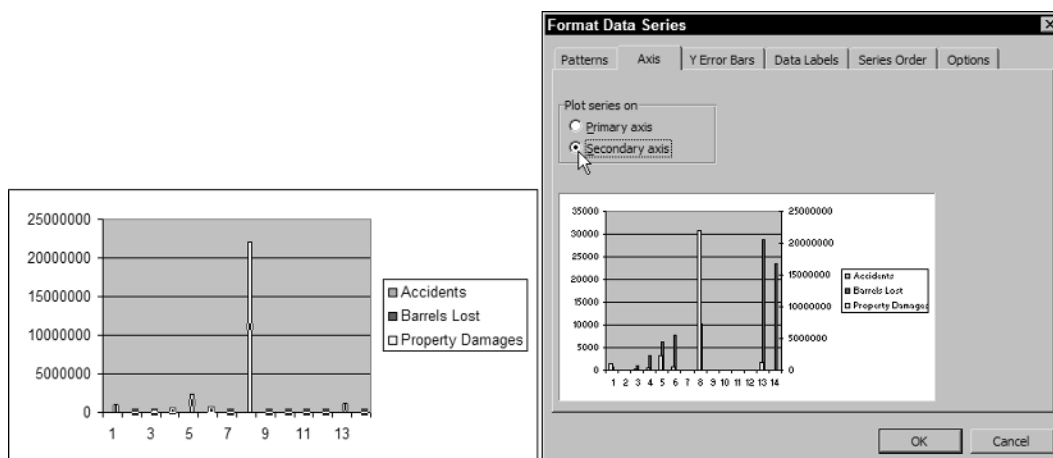 Format Data Series
Patterns Axis Y Error Bars Data Labels Series Order Options
Plot series on
Primary axis
Secondary axis
25000000
20000000
15000000
10000000
5000000
0
1 3 5 7 9 11 13
Accidents
Barrels Lost
Property Damages
35000
30000
25000
20000
15000
10000
5000
0
1 2 3 4 5 6 8 9 10 11 12 13 14
25000000
20000000
15000000
10000000
5000000
0
Accidents
Barrels Lost
Property Damages
OK Cancel